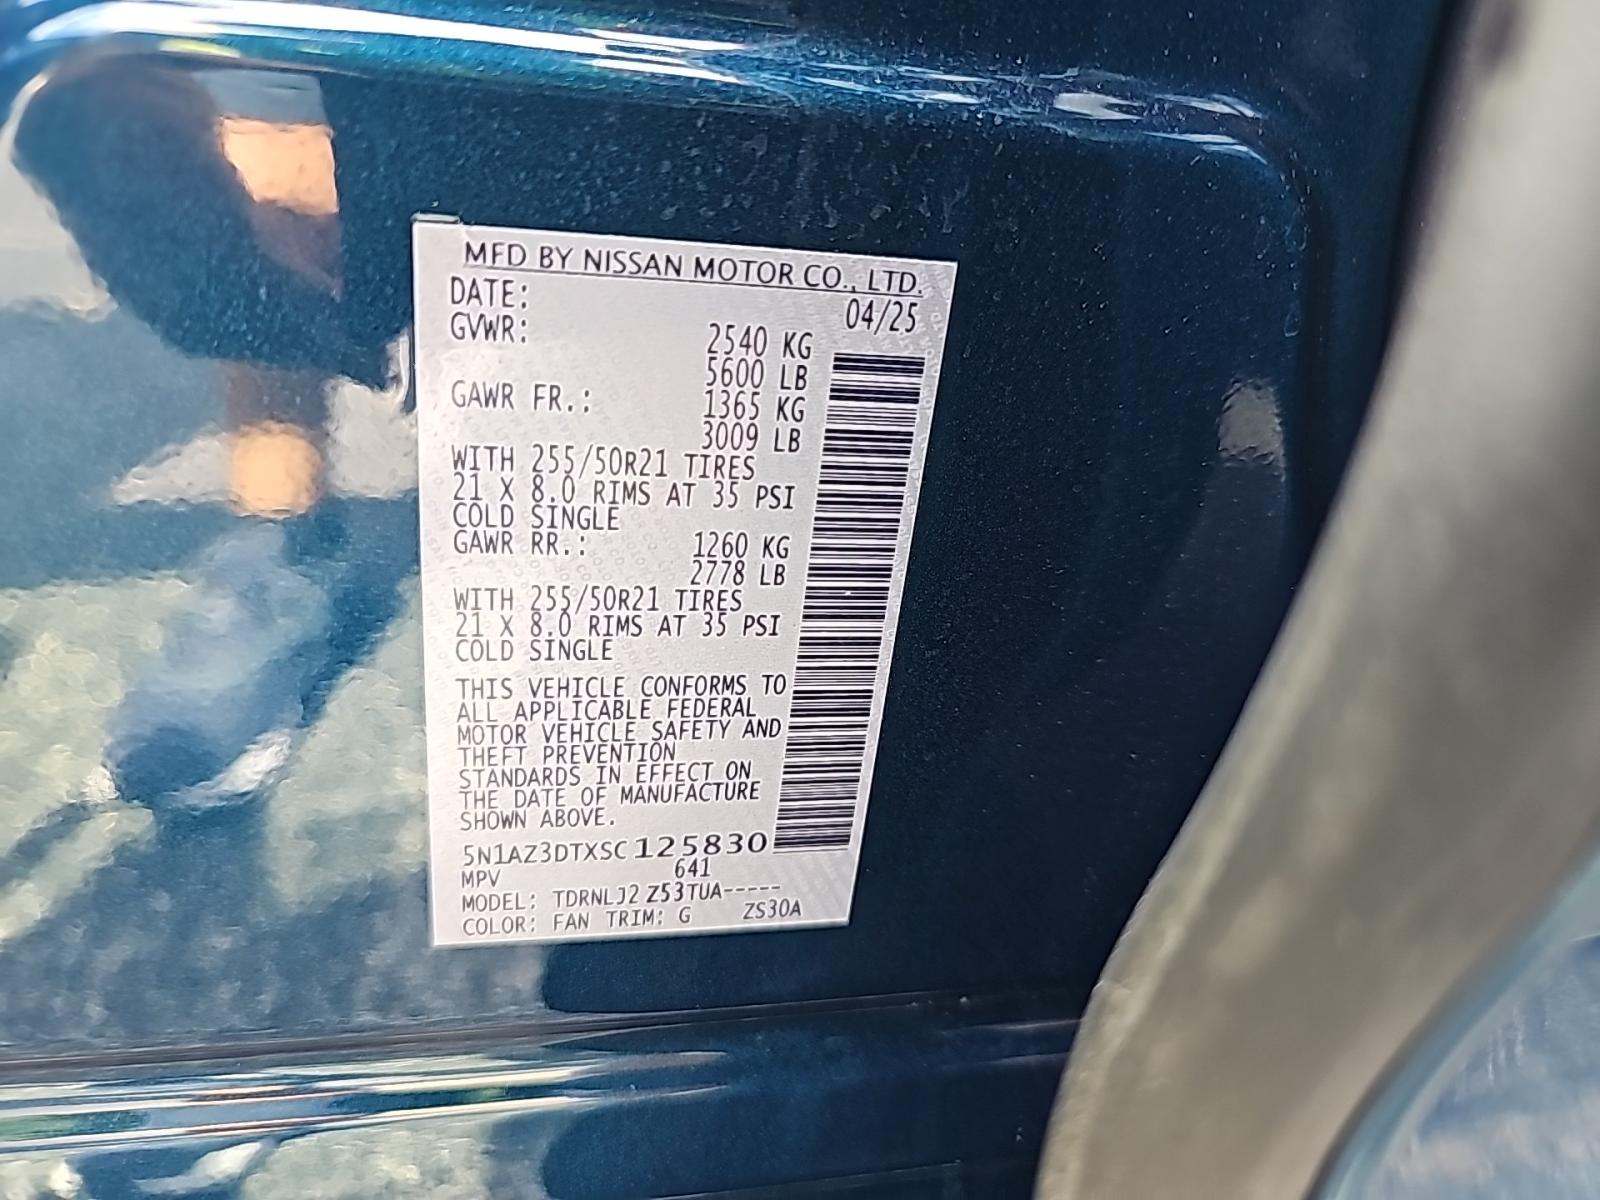 MFD BY NISSAN MOTOR CO., LTD.
DATE: 04/25
GVWR: 2540 KG
5600 LB
GAWR FR.: 1365 KG
3009 LB
WITH 255/50R21 TIRES
21 X 8.0 RIMS AT 35 PSI
COLD SINGLE
GAWR RR.: 1260 KG
2778 LB
WITH 255/50R21 TIRES
21 X 8.0 RIMS AT 35 PSI
COLD SINGLE
THIS VEHICLE CONFORMS TO
ALL APPLICABLE FEDERAL
MOTOR VEHICLE SAFETY AND
THEFT PREVENTION
STANDARDS IN EFFECT ON
THE DATE OF MANUFACTURE
SHOWN ABOVE.
5N1AZ3DTXSC125830
MPV 641
MODEL: TDRNLJ2 Z53TUA-----
COLOR: FAN TRIM: G ZS30A